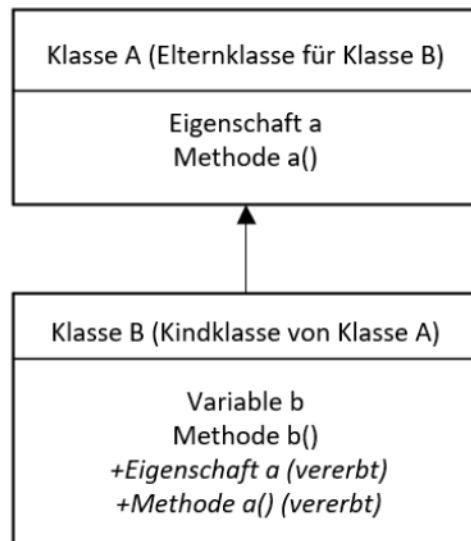 Klasse A (Elternklasse für Klasse B)
Eigenschaft a
Methode a()
Klasse B (Kindklasse von Klasse A)
Variable b
Methode b()
+Eigenschaft a (vererbt)
+Methode a() (vererbt)